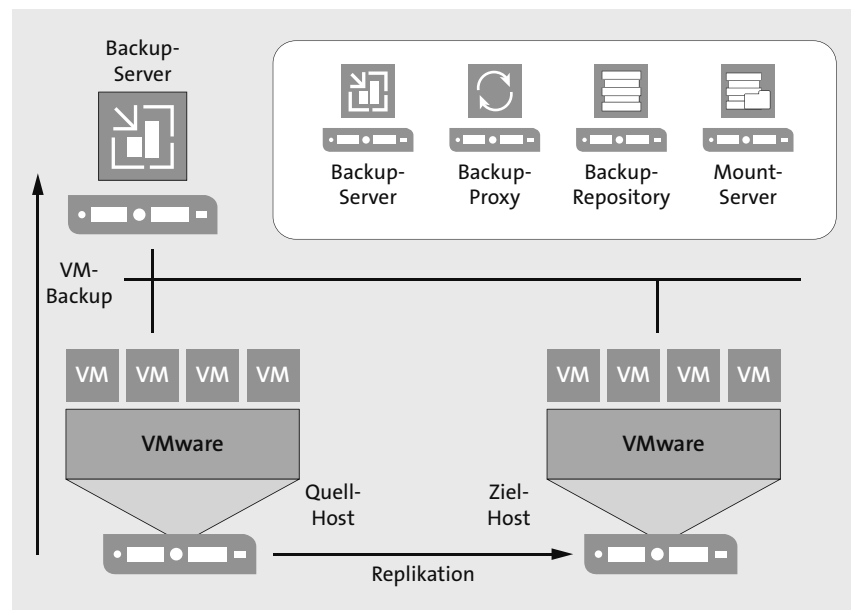 Backup-
Server
Backup-
Server
Backup-
Proxy
Backup-
Repository
Mount-
Server
VM-
Backup
VM VM VM VM
VM VM VM VM
VMware
VMware
Quell-
Host
Ziel-
Host
Replikation